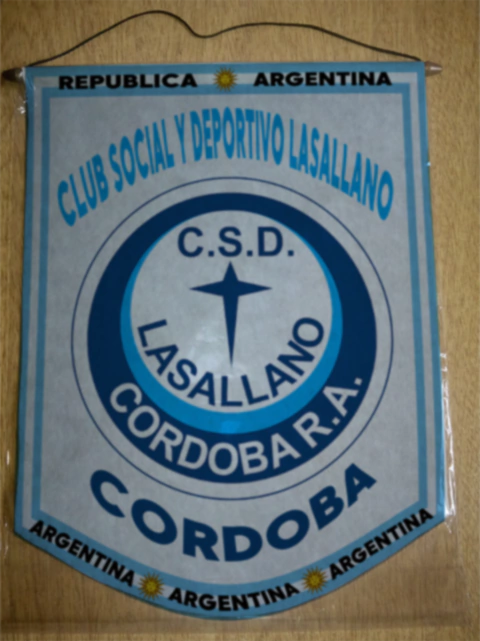 REPUBLICA ARGENTINA
CLUB SOCIAL Y DEPORTIVO LASALLANO
C.S.D.
LASALLANO
CORDOBA R.A.
CORDOBA
ARGENTINA ARGENTINA ARGENTINA